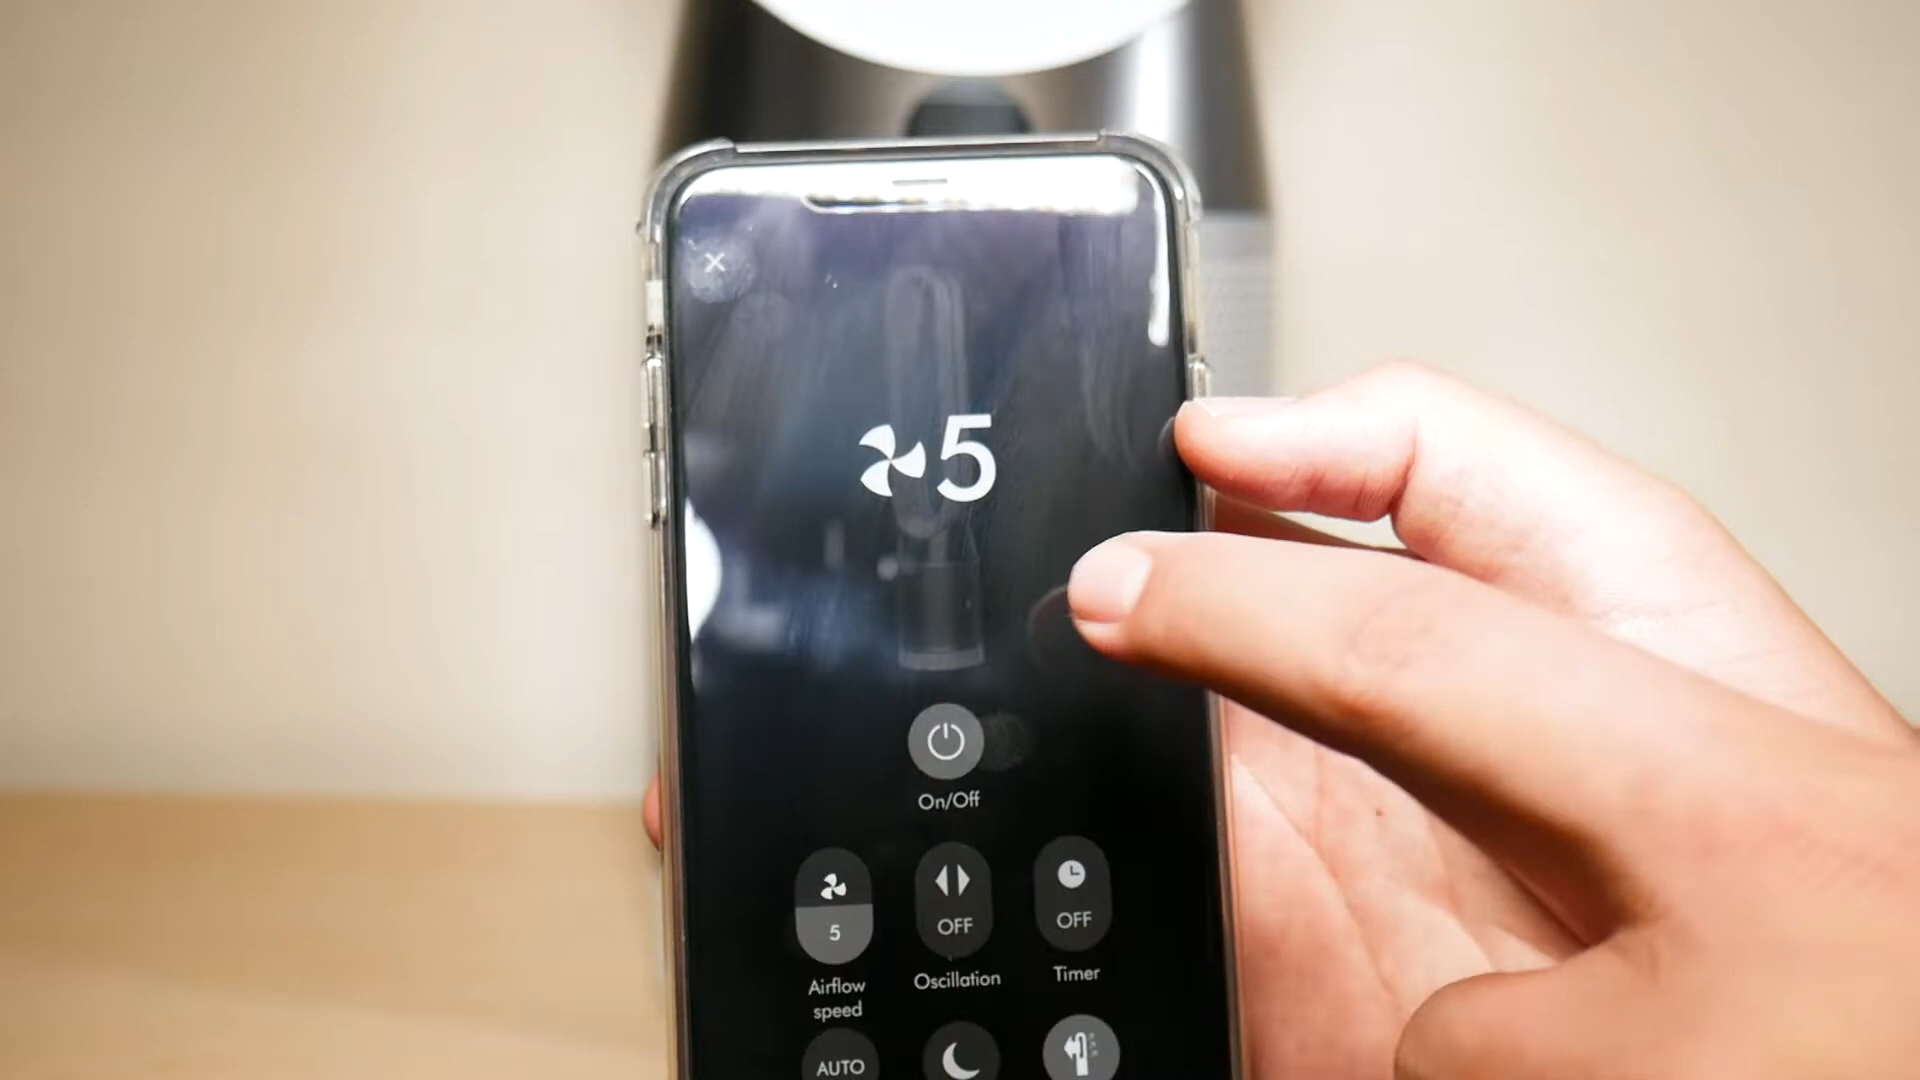 5
On/Off
5
OFF
OFF
Airflow
speed
Oscillation
Timer
AUTO